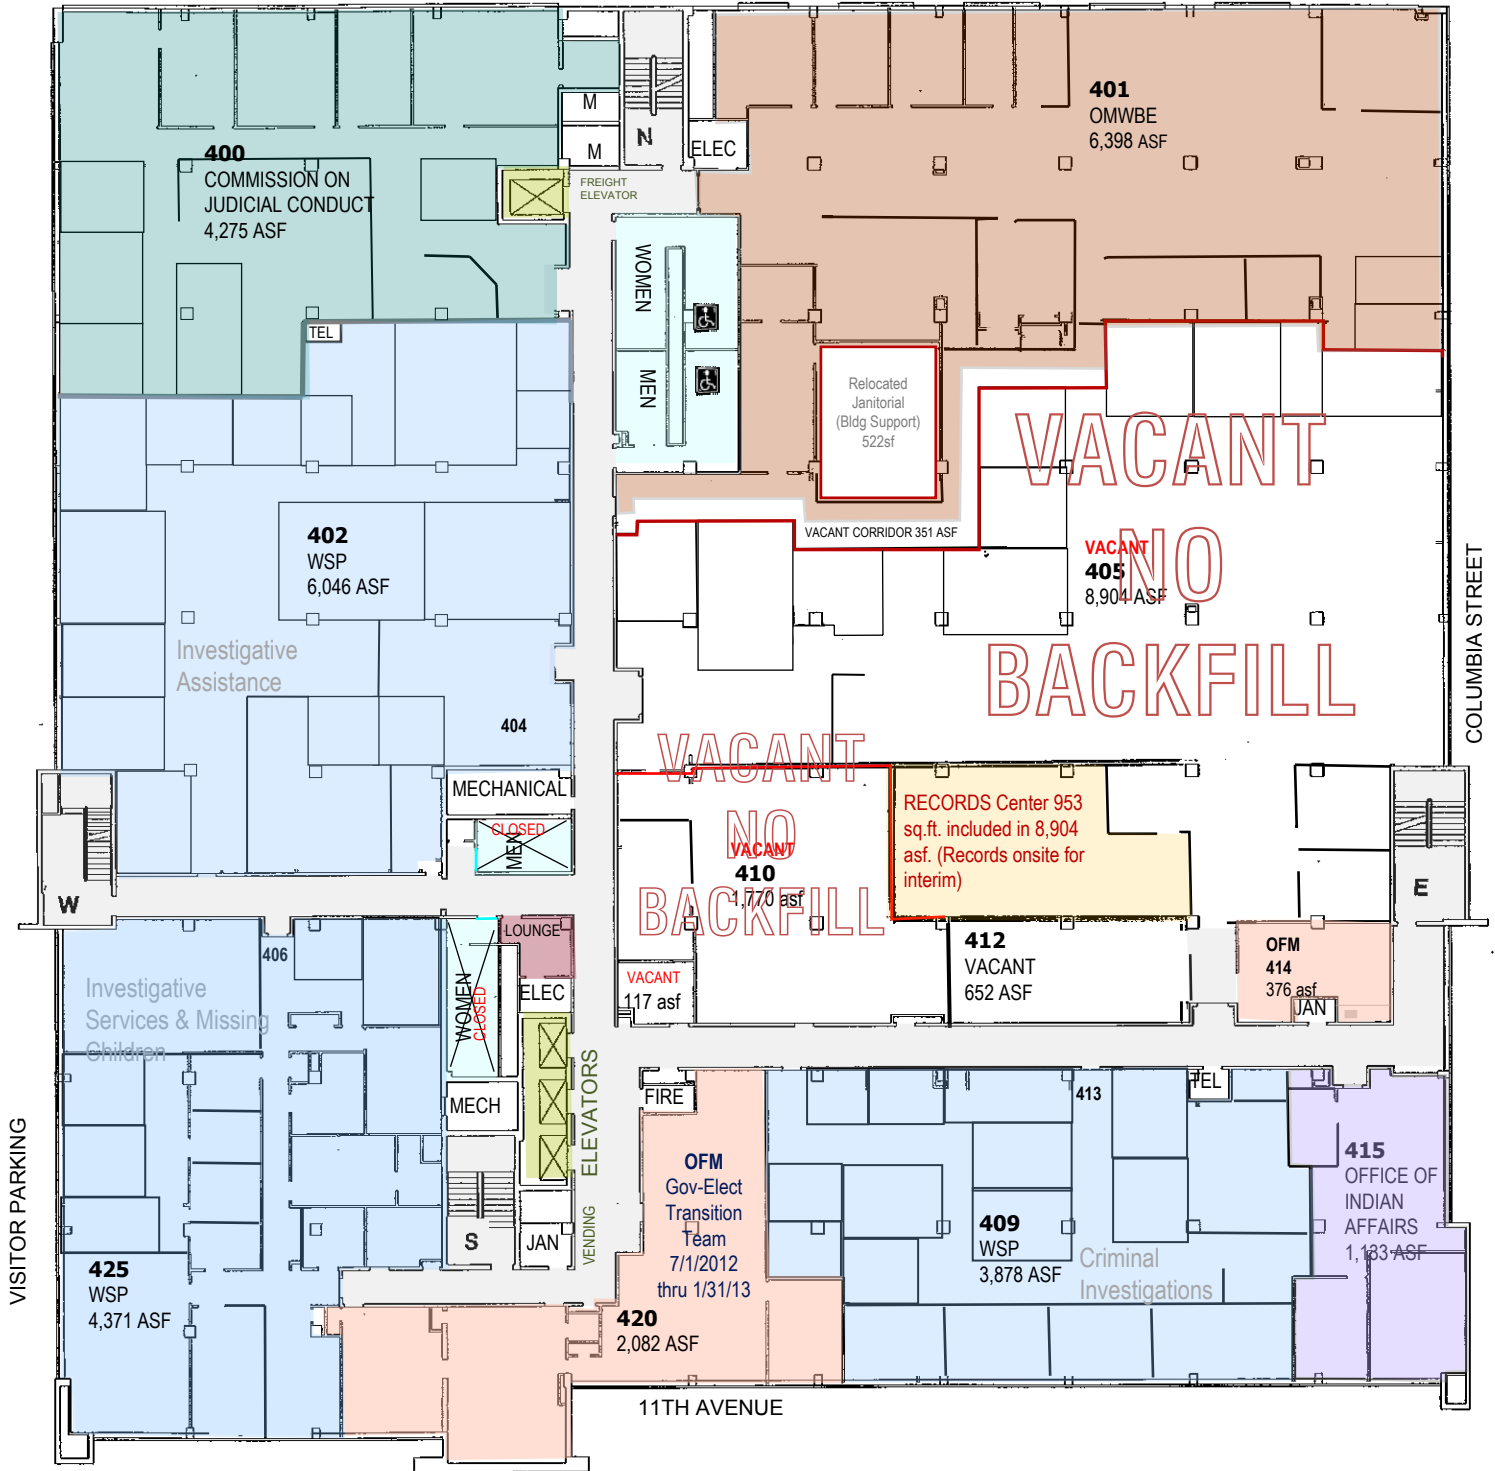 400
COMMISSION ON
JUDICIAL CONDUCT
4,275 ASF
M
M
N
ELEC
FREIGHT
ELEVATOR
401
OMWBE
6,398 ASF
WOMEN
MEN
TEL
Relocated
Janitorial
(Bldg Support)
522sf
VACANT CORRIDOR 351 ASF
402
WSP
6,046 ASF
Investigative
Assistance
404
VACANT
NO
BACKFILL
VACANT
405
8,904 ASF
COLUMBIA STREET
MECHANICAL
CLOSED
MEN
W
VACANT
NO
BACKFILL
VACANT
410
1,770 asf
RECORDS Center 953
sq.ft. included in 8,904
asf. (Records onsite for
interim)
E
406
Investigative
Services & Missing
Children
WOMEN
CLOSED
LOUNGE
ELEC
VACANT
117 asf
412
VACANT
652 ASF
OFM
414
376 asf
JAN
MECH
ELEVATORS
VENDING
FIRE
S
JAN
OFM
Gov-Elect
Transition
Team
7/1/2012
thru 1/31/13
420
2,082 ASF
413
TEL
409
WSP
3,878 ASF
Criminal
Investigations
415
OFFICE OF
INDIAN
AFFAIRS
1,133 ASF
425
WSP
4,371 ASF
VISITOR PARKING
11TH AVENUE